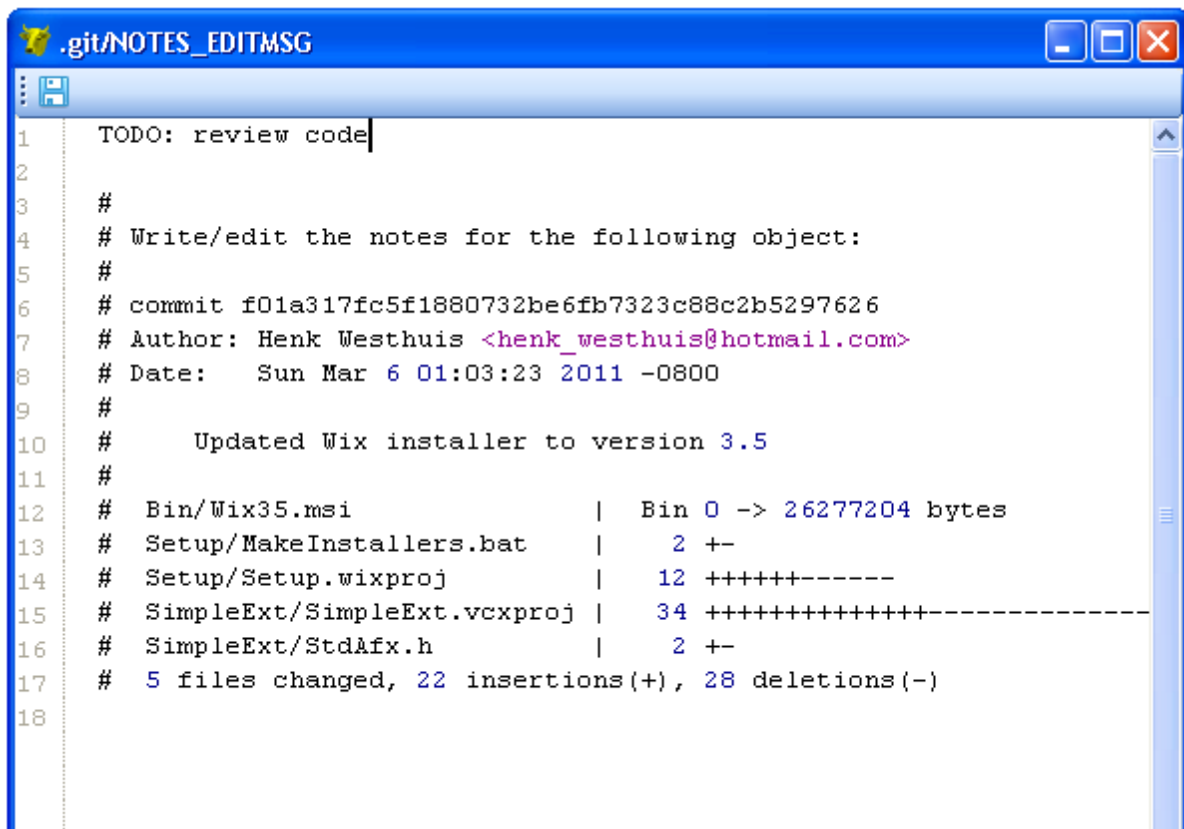 .git/NOTES_EDITMSG
1 TODO: review code
2
3 #
4 # Write/edit the notes for the following object:
5 #
6 # commit f01a317fc5f1880732be6fb7323c88c2b5297626
7 # Author: Henk Westhuis <henk_westhuis@hotmail.com>
8 # Date:   Sun Mar 6 01:03:23 2011 -0800
9 #
10 #     Updated Wix installer to version 3.5
11 #
12 #  Bin/Wix35.msi               |   Bin 0 -> 26277204 bytes
13 #  Setup/MakeInstallers.bat    |     2 +-
14 #  Setup/Setup.wixproj         |    12 ++++++------
15 #  SimpleExt/SimpleExt.vcxproj |    34 ++++++++++++++--------------
16 #  SimpleExt/StdAfx.h          |     2 +-
17 #  5 files changed, 22 insertions(+), 28 deletions(-)
18